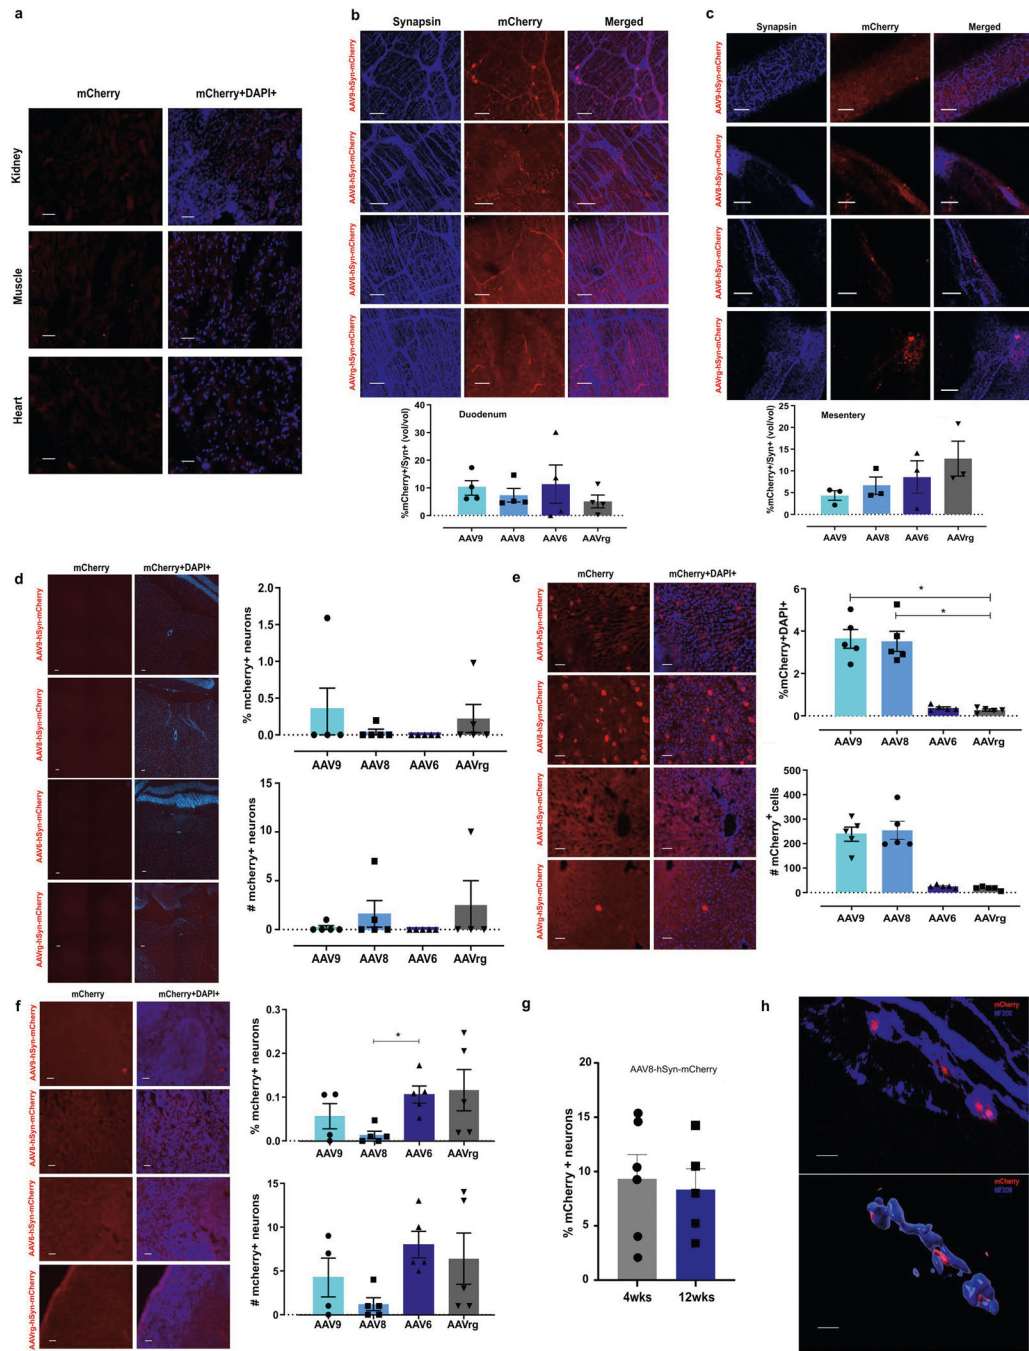 a
mCherry
mCherry+DAPI+
Kidney
Muscle
Heart
b
Synapsin
mCherry
Merged
AAV9-hSyn-mCherry
AAV8-hSyn-mCherry
AAV6-hSyn-mCherry
AAVrg-hSyn-mCherry
Duodenum
%mCherry+/Syn+ (vol/vol)
40
30
20
10
0
AAV9
AAV8
AAV6
AAVrg
c
Synapsin
mCherry
Merged
AAV9-hSyn-mCherry
AAV8-hSyn-mCherry
AAV6-hSyn-mCherry
AAVrg-hSyn-mCherry
Mesentery
%mCherry+/Syn+ (vol/vol)
25
20
15
10
5
0
AAV9
AAV8
AAV6
AAVrg
d
mCherry
mCherry+DAPI+
AAV9-hSyn-mCherry
AAV8-hSyn-mCherry
AAV6-hSyn-mCherry
AAVrg-hSyn-mCherry
% mcherry+ neurons
2.0
1.5
1.0
0.5
0.0
AAV9
AAV8
AAV6
AAVrg
# mcherry+ neurons
15
10
5
0
AAV9
AAV8
AAV6
AAVrg
e
mCherry
mCherry+DAPI+
AAV9-hSyn-mCherry
AAV8-hSyn-mCherry
AAV6-hSyn-mCherry
AAVrg-hSyn-mCherry
%mCherry+DAPI+
6
4
2
0
*
*
AAV9
AAV8
AAV6
AAVrg
# mCherry+ cells
500
400
300
200
100
0
AAV9
AAV8
AAV6
AAVrg
f
mCherry
mCherry+DAPI+
AAV9-hSyn-mCherry
AAV8-hSyn-mCherry
AAV6-hSyn-mCherry
AAVrg-hSyn-mCherry
% mcherry+ neurons
0.3
0.2
0.1
0.0
*
AAV9
AAV8
AAV6
AAVrg
# mcherry+ neurons
15
10
5
0
AAV9
AAV8
AAV6
AAVrg
g
AAV8-hSyn-mCherry
% mCherry + neurons
20
15
10
5
0
4wks
12wks
h
mCherry
NF200
mCherry
NF200